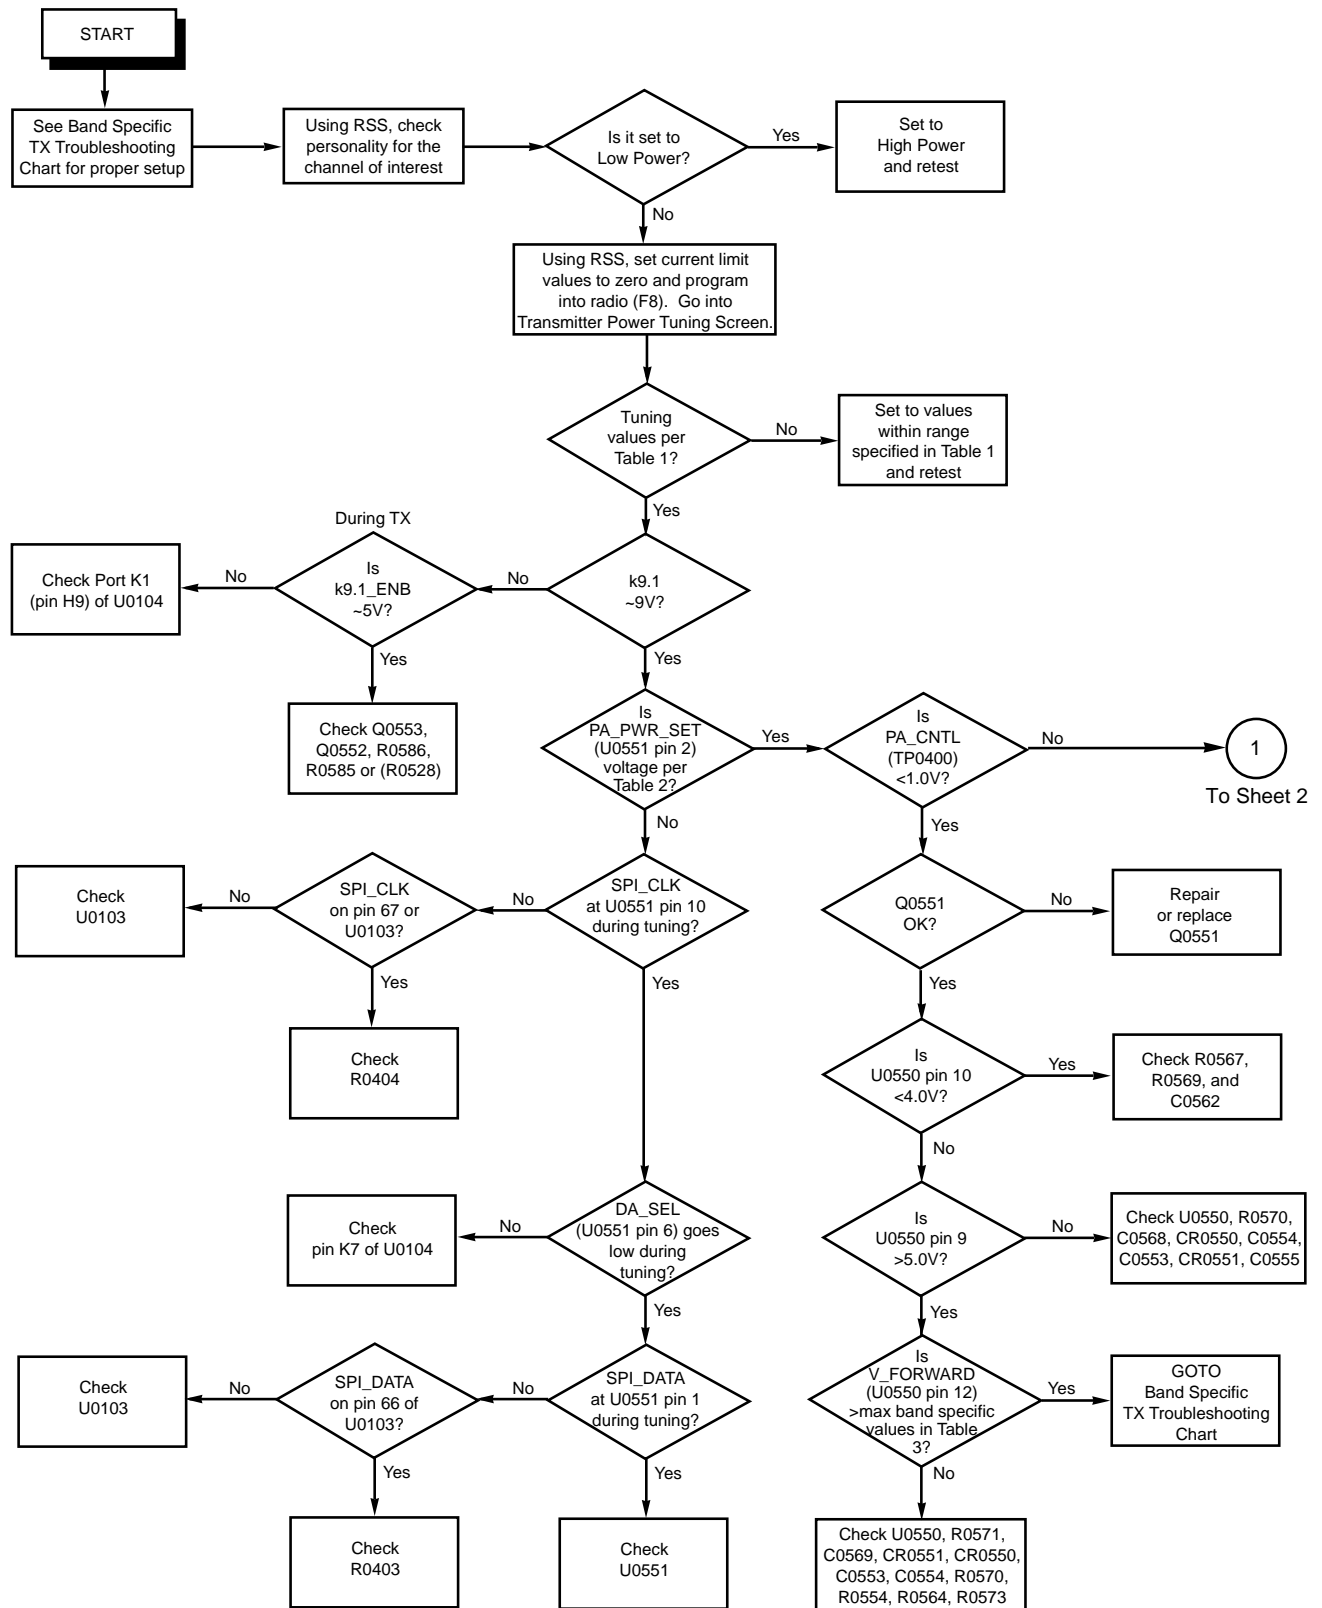 START
See Band Specific
TX Troubleshooting
Chart for proper setup
Using RSS, check
personality for the
channel of interest
Is it set to
Low Power?
Yes
Set to
High Power
and retest
No
Using RSS, set current limit
values to zero and program
into radio (F8).  Go into
Transmitter Power Tuning Screen.
Tuning
values per
Table 1?
No
Set to values
within range
specified in Table 1
and retest
Yes
During TX
k9.1
~9V?
No
Is
k9.1_ENB
~5V?
No
Check Port K1
(pin H9) of U0104
Yes
Check Q0553,
Q0552, R0586,
R0585 or (R0528)
Yes
Is
PA_PWR_SET
(U0551 pin 2)
voltage per
Table 2?
Yes
Is
PA_CNTL
(TP0400)
<1.0V?
No
1
To Sheet 2
No
Yes
SPI_CLK
at U0551 pin 10
during tuning?
No
SPI_CLK
on pin 67 or
U0103?
No
Check
U0103
Yes
Check
R0404
Yes
Q0551
OK?
No
Repair
or replace
Q0551
Yes
Is
U0550 pin 10
<4.0V?
Yes
Check R0567,
R0569, and
C0562
No
DA_SEL
(U0551 pin 6) goes
low during
tuning?
No
Check
pin K7 of U0104
Yes
Is
U0550 pin 9
>5.0V?
No
Check U0550, R0570,
C0568, CR0550, C0554,
C0553, CR0551, C0555
Yes
SPI_DATA
at U0551 pin 1
during tuning?
No
SPI_DATA
on pin 66 of
U0103?
No
Check
U0103
Yes
Check
R0403
Yes
Check
U0551
Is
V_FORWARD
(U0550 pin 12)
>max band specific
values in Table
3?
Yes
GOTO
Band Specific
TX Troubleshooting
Chart
No
Check U0550, R0571,
C0569, CR0551, CR0550,
C0553, C0554, R0570,
R0554, R0564, R0573